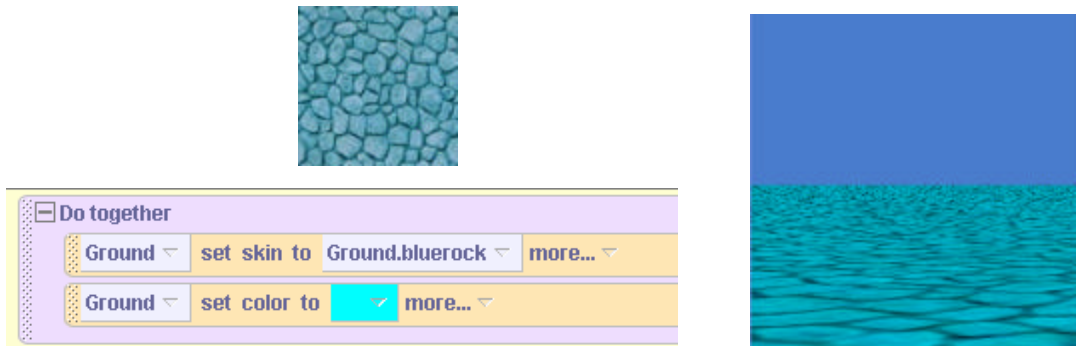 Do together
Ground set skin to Ground.bluerock more...
Ground set color to more...